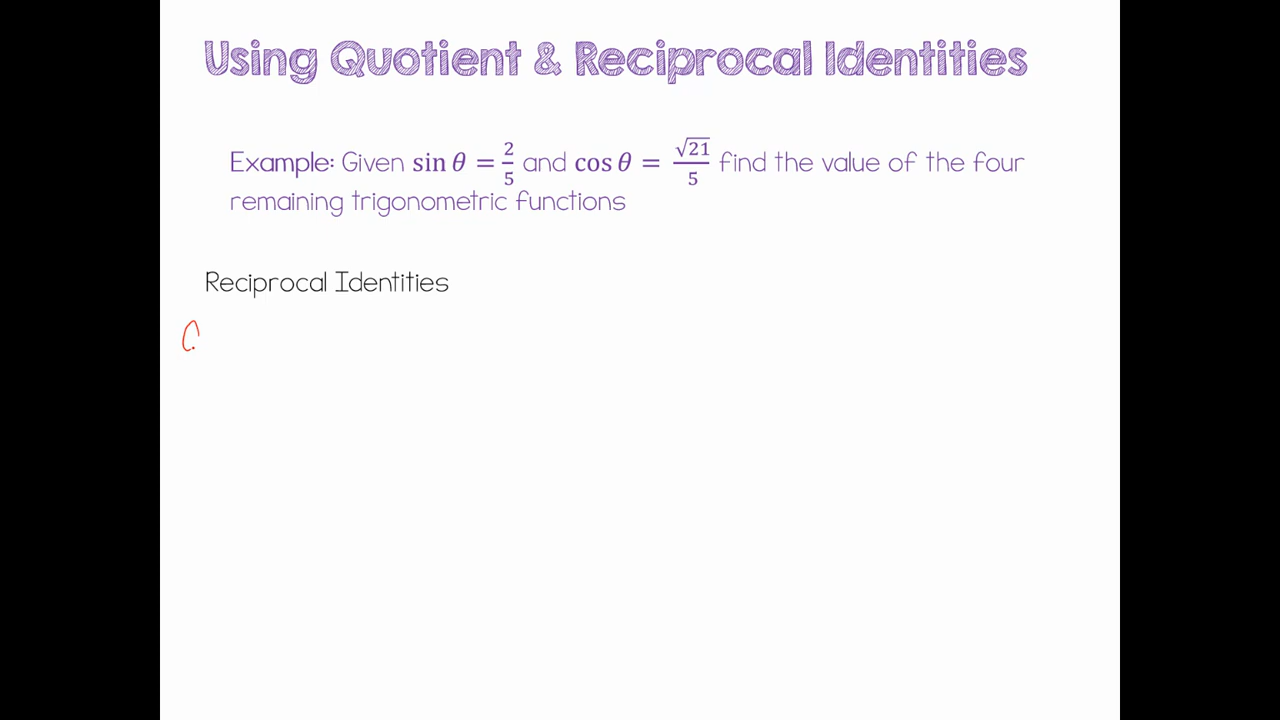 Using Quotient & Reciprocal Identities
Example: Given sin θ = 2/5 and cos θ = √21/5 find the value of the four
remaining trigonometric functions
Reciprocal Identities